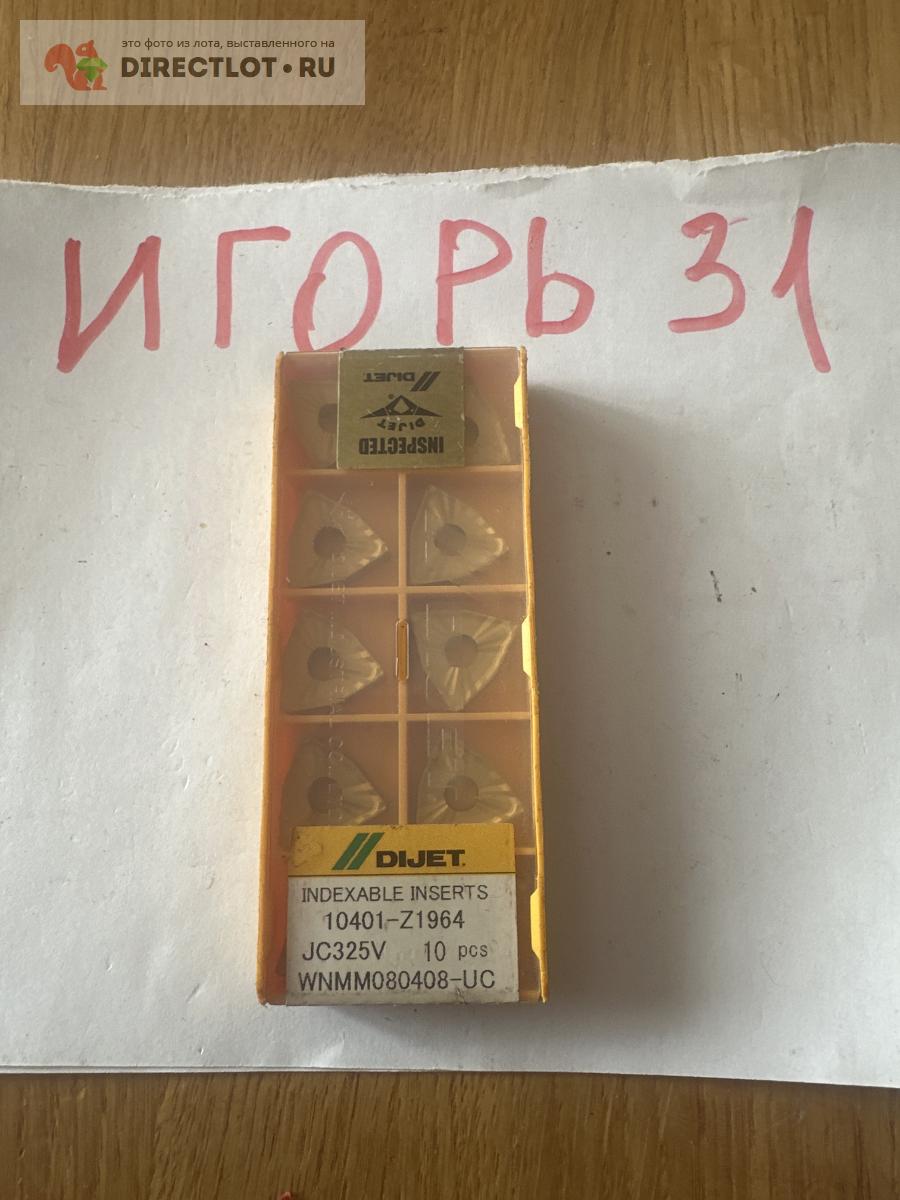 это фото из лота, выставленного на
DIRECTLOT•RU
ИГОРЬ 31
DIJET
DIJET
INSPECTED
DIJET
INDEXABLE INSERTS
10401-Z1964
JC325V 10 pcs
WNMM080408-UC